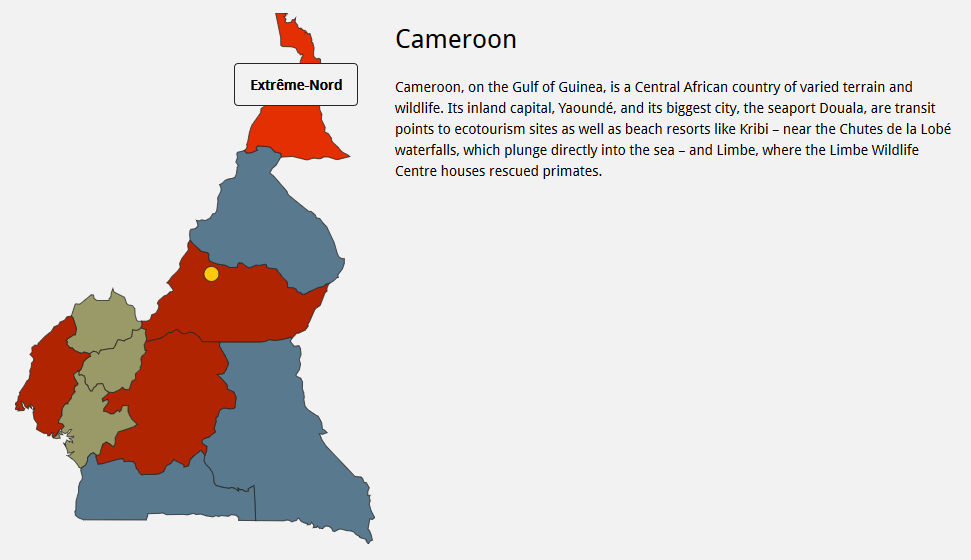 Extrême-Nord
Cameroon
Cameroon, on the Gulf of Guinea, is a Central African country of varied terrain and
wildlife. Its inland capital, Yaoundé, and its biggest city, the seaport Douala, are transit
points to ecotourism sites as well as beach resorts like Kribi – near the Chutes de la Lobé
waterfalls, which plunge directly into the sea – and Limbe, where the Limbe Wildlife
Centre houses rescued primates.